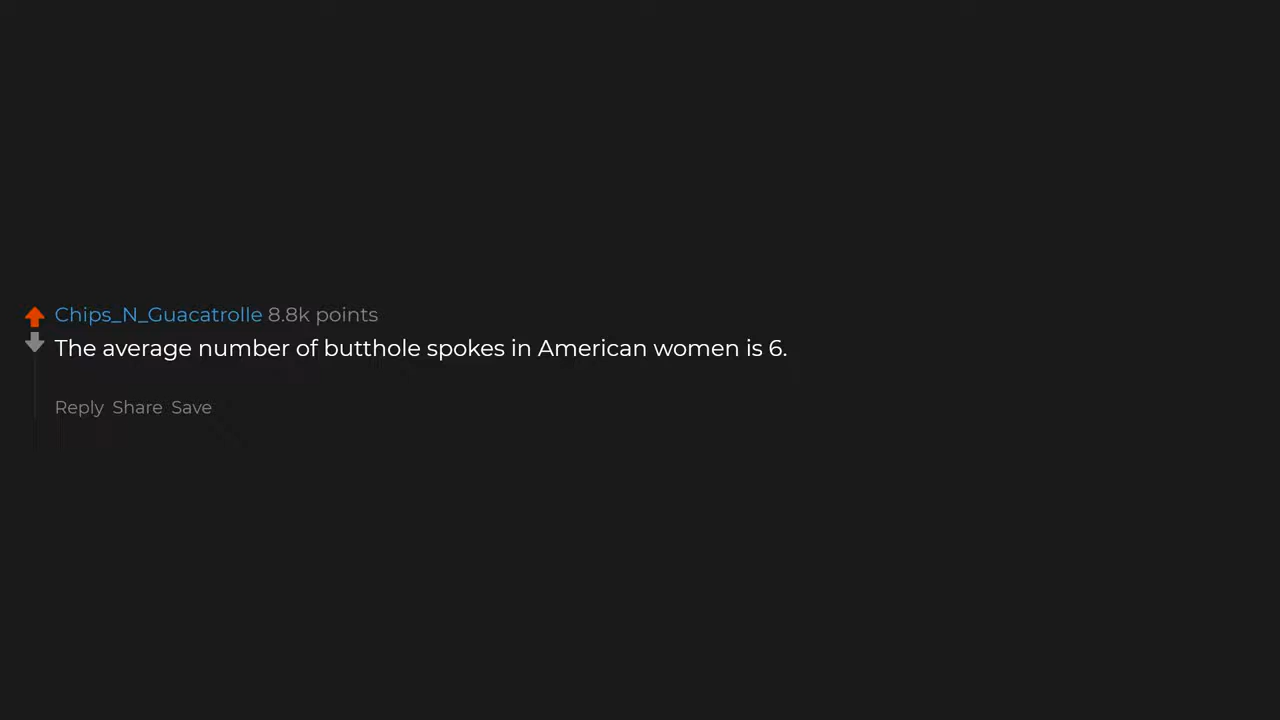 Chips_N_Guacatrolle 8.8k points
The average number of butthole spokes in American women is 6.
Reply Share Save